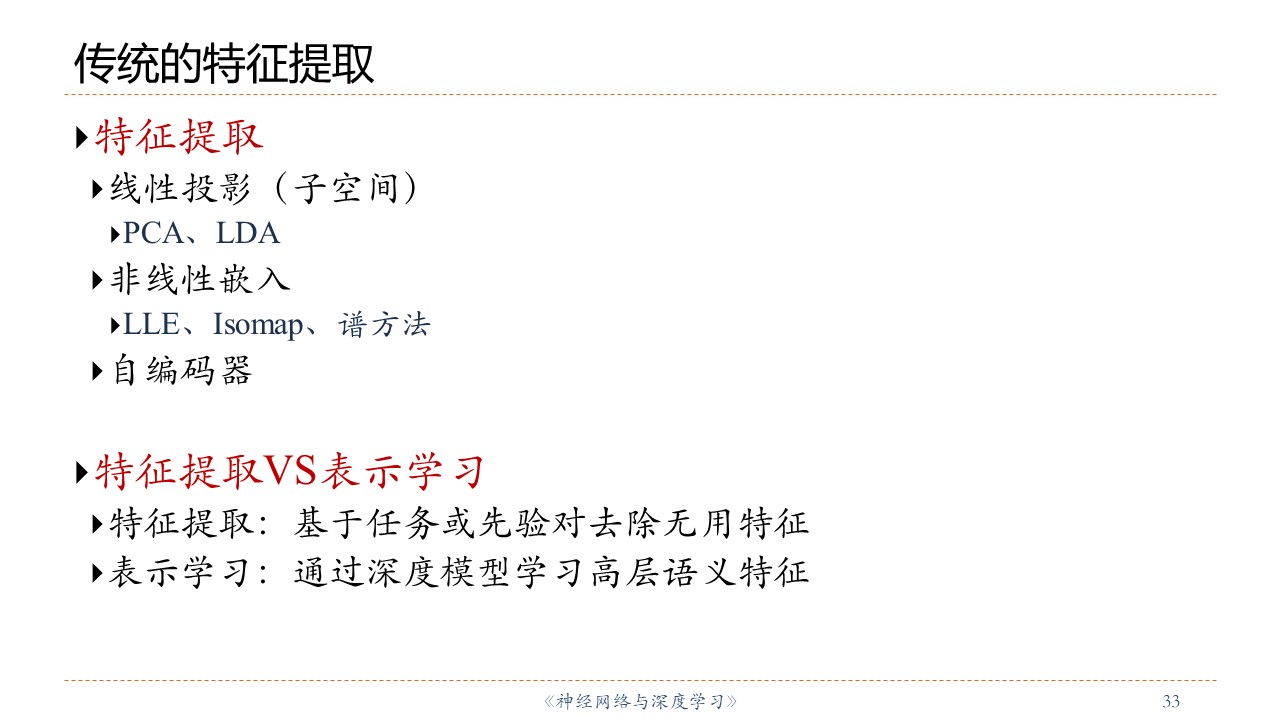 传统的特征提取
特征提取
线性投影（子空间）
PCA、LDA
非线性嵌入
LLE、Isomap、谱方法
自编码器
特征提取VS表示学习
特征提取：基于任务或先验对去除无用特征
表示学习：通过深度模型学习高层语义特征
《神经网络与深度学习》
33